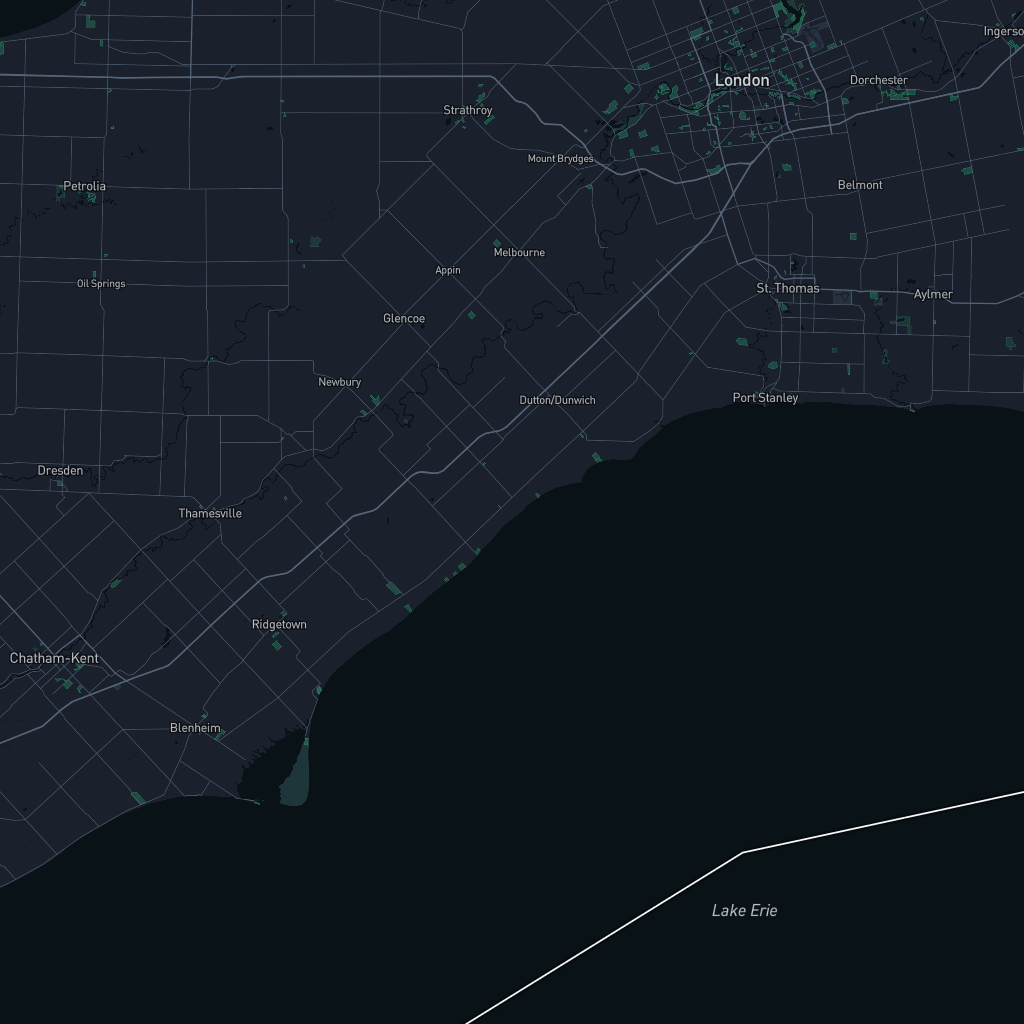 Ingerso
London
Dorchester
Strathroy
Mount Brydges
Petrolia
Belmont
Melbourne
Appin
Oil Springs
St. Thomas
Aylmer
Glencoe
Newbury
Dutton/Dunwich
Port Stanley
Dresden
Thamesville
Ridgetown
Chatham-Kent
Blenheim
Lake Erie